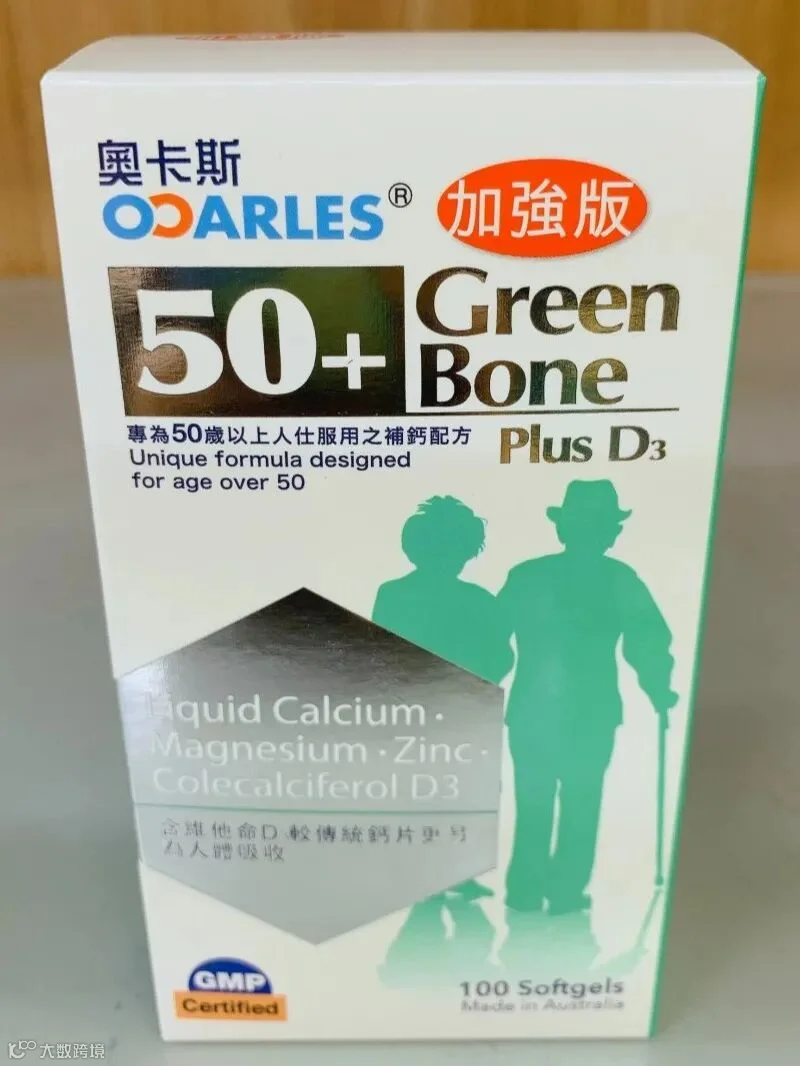 奧卡斯
OCARLES®
加強版
50+
Green
Bone
Plus D3
專為50歲以上人仕服用之補鈣配方
Unique formula designed
for age over 50
Liquid Calcium·
Magnesium·Zinc·
Colecalciferol D3
含維他命D 較傳統鈣片更易
為人體吸收
GMP
Certified
100 Softgels
Made in Australia
大数跨境